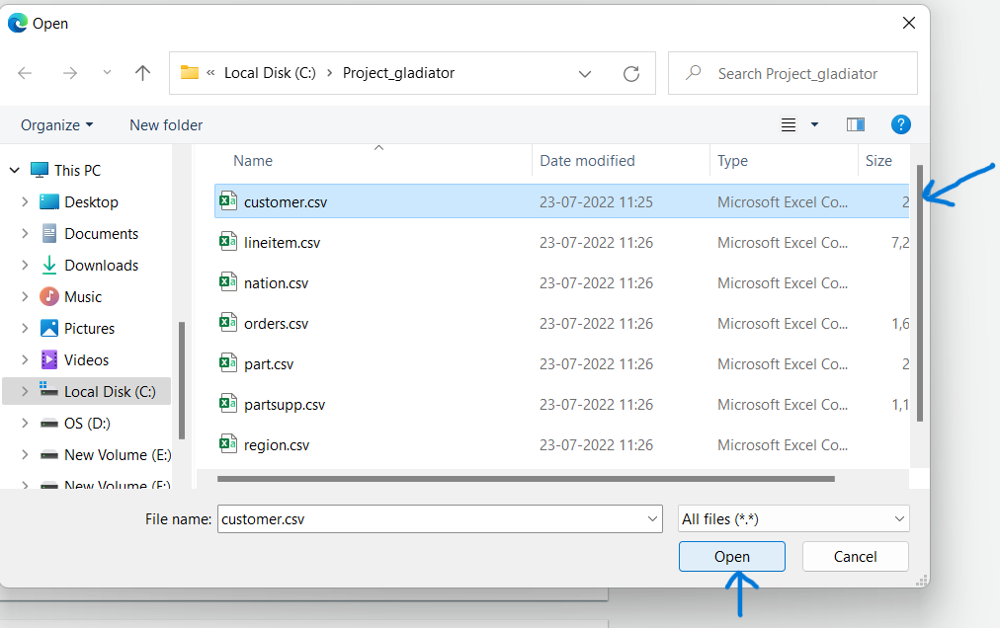 Open
« Local Disk (C:) > Project_gladiator
Search Project_gladiator
Organize New folder
?
Name Date modified Type Size
This PC
Desktop
Documents
Downloads
Music
Pictures
Videos
Local Disk (C:)
OS (D:)
New Volume (E:)
New Volume (F:)
customer.csv 23-07-2022 11:25 Microsoft Excel Co... 2
lineitem.csv 23-07-2022 11:26 Microsoft Excel Co... 7,2
nation.csv 23-07-2022 11:26 Microsoft Excel Co...
orders.csv 23-07-2022 11:26 Microsoft Excel Co... 1,6
part.csv 23-07-2022 11:26 Microsoft Excel Co... 2
partsupp.csv 23-07-2022 11:26 Microsoft Excel Co... 1,1
region.csv 23-07-2022 11:26 Microsoft Excel Co...
File name: customer.csv All files (*.*)
Open Cancel